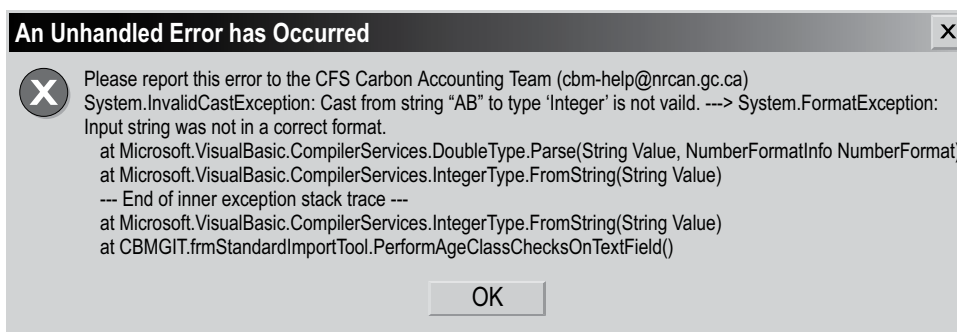 An Unhandled Error has Occurred
X
X
Please report this error to the CFS Carbon Accounting Team (cbm-help@nrcan.gc.ca)
System.InvalidCastException: Cast from string “AB” to type ‘Integer’ is not vaild. ---> System.FormatException:
Input string was not in a correct format.
at Microsoft.VisualBasic.CompilerServices.DoubleType.Parse(String Value, NumberFormatInfo NumberFormat)
at Microsoft.VisualBasic.CompilerServices.IntegerType.FromString(String Value)
--- End of inner exception stack trace ---
at Microsoft.VisualBasic.CompilerServices.IntegerType.FromString(String Value)
at CBMGIT.frmStandardImportTool.PerformAgeClassChecksOnTextField()
OK